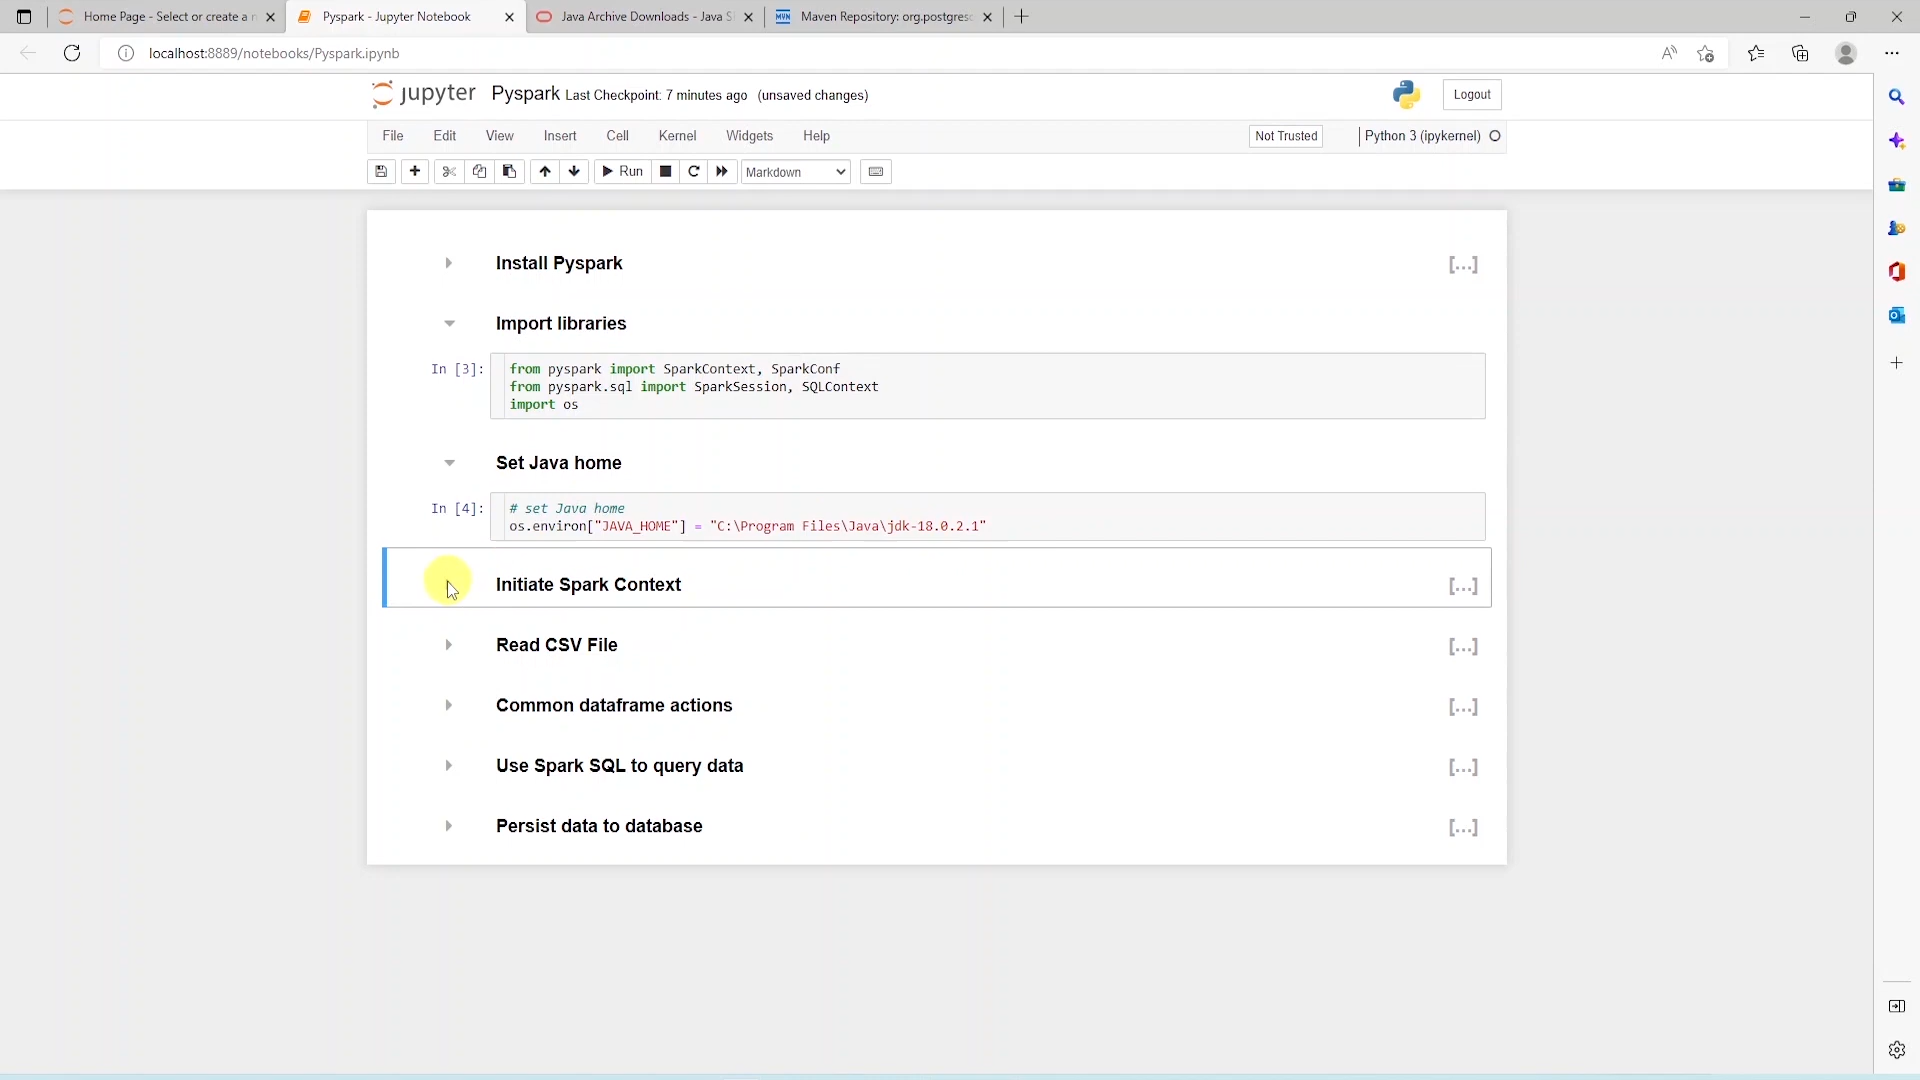 Home Page - Select or create a n
Pyspark - Jupyter Notebook
Java Archive Downloads - Java S
MVN Maven Repository: org.postgres
localhost:8889/notebooks/Pyspark.ipynb
jupyter Pyspark Last Checkpoint: 7 minutes ago (unsaved changes)
Logout
File Edit View Insert Cell Kernel Widgets Help
Not Trusted
Python 3 (ipykernel)
Run
Markdown
Install Pyspark
[...]
Import libraries
In [3]:
from pyspark import SparkContext, SparkConf
from pyspark.sql import SparkSession, SQLContext
import os
Set Java home
In [4]:
# set Java home
os.environ["JAVA_HOME"] = "C:\Program Files\Java\jdk-18.0.2.1"
Initiate Spark Context
[...]
Read CSV File
[...]
Common dataframe actions
[...]
Use Spark SQL to query data
[...]
Persist data to database
[...]